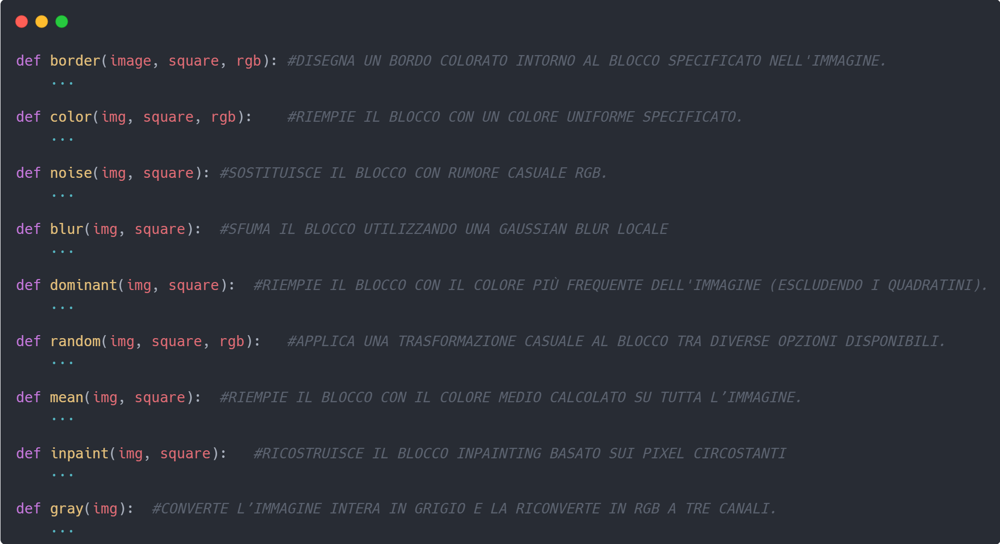 def border(image, square, rgb): #DISEGNA UN BORDO COLORATO INTORNO AL BLOCCO SPECIFICATO NELL'IMMAGINE.
...
def color(img, square, rgb): #RIEMPIE IL BLOCCO CON UN COLORE UNIFORME SPECIFICATO.
...
def noise(img, square): #SOSTITUISCE IL BLOCCO CON RUMORE CASUALE RGB.
...
def blur(img, square): #SFUMA IL BLOCCO UTILIZZANDO UNA GAUSSIAN BLUR LOCALE
...
def dominant(img, square): #RIEMPIE IL BLOCCO CON IL COLORE PIÙ FREQUENTE DELL'IMMAGINE (ESCLUDENDO I QUADRATINI).
...
def random(img, square, rgb): #APPLICA UNA TRASFORMAZIONE CASUALE AL BLOCCO TRA DIVERSE OPZIONI DISPONIBILI.
...
def mean(img, square): #RIEMPIE IL BLOCCO CON IL COLORE MEDIO CALCOLATO SU TUTTA L’IMMAGINE.
...
def inpaint(img, square): #RICOSTRUISCE IL BLOCCO INPAINTING BASATO SUI PIXEL CIRCOSTANTI
...
def gray(img): #CONVERTE L’IMMAGINE INTERA IN GRIGIO E LA RICONVERTE IN RGB A TRE CANALI.
...